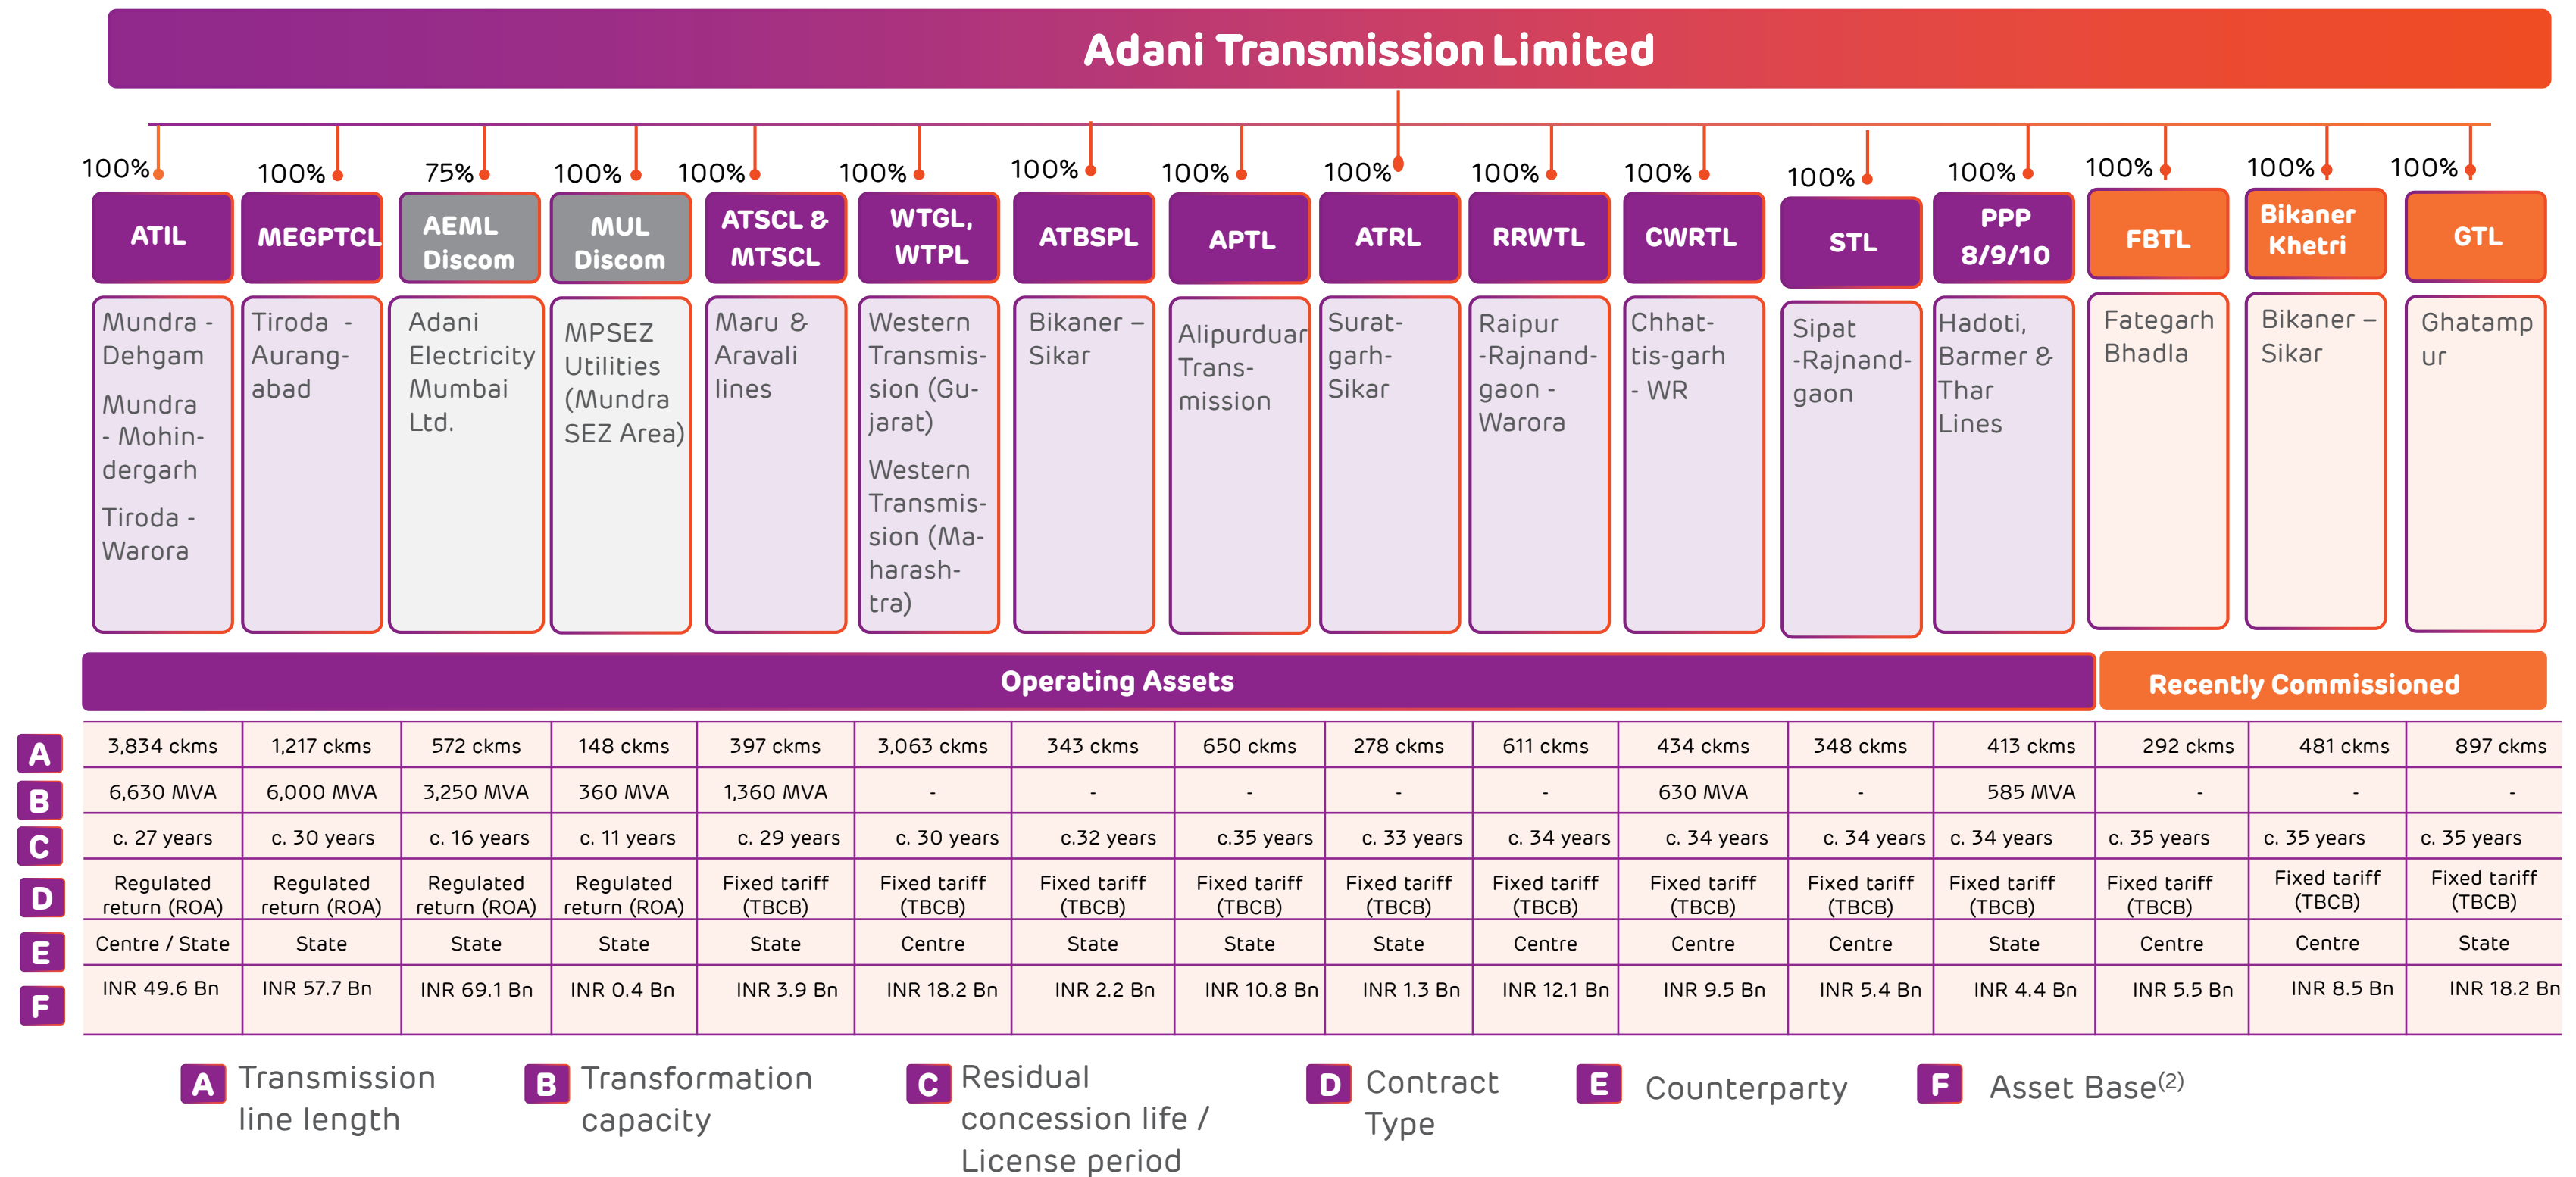 Adani Transmission Limited
100% 100% 75% 100% 100% 100% 100% 100% 100% 100% 100% 100% 100% 100% 100% 100%
ATIL
MEGPTCL
AEML
Discom
MUL
Discom
ATSCL &
MTSCL
WTGL,
WTPL
ATBSPL
APTL
ATRL
RRWTL
CWRTL
STL
PPP
8/9/10
FBTL
Bikaner
Khetri
GTL
Mundra -
Dehgam
Mundra
- Mohin-
dergarh
Tiroda -
Warora
Tiroda -
Aurang-
abad
Adani
Electricity
Mumbai
Ltd.
MPSEZ
Utilities
(Mundra
SEZ Area)
Maru &
Aravali
lines
Western
Transmis-
sion (Gu-
jarat)
Western
Transmis-
sion (Ma-
harash-
tra)
Bikaner –
Sikar
Alipurduar
Trans-
mission
Surat-
garh-
Sikar
Raipur
-Rajnand-
gaon -
Warora
Chhat-
tis-garh
- WR
Sipat
-Rajnand-
gaon
Hadoti,
Barmer &
Thar
Lines
Fategarh
Bhadla
Bikaner –
Sikar
Ghatamp
ur
Operating Assets
Recently Commissioned
A 3,834 ckms 1,217 ckms 572 ckms 148 ckms 397 ckms 3,063 ckms 343 ckms 650 ckms 278 ckms 611 ckms 434 ckms 348 ckms 413 ckms 292 ckms 481 ckms 897 ckms
B 6,630 MVA 6,000 MVA 3,250 MVA 360 MVA 1,360 MVA - - - - - 630 MVA - 585 MVA - - -
C c. 27 years c. 30 years c. 16 years c. 11 years c. 29 years c. 30 years c.32 years c.35 years c. 33 years c. 34 years c. 34 years c. 34 years c. 34 years c. 35 years c. 35 years c. 35 years
D Regulated Regulated Regulated Regulated Fixed tariff Fixed tariff Fixed tariff Fixed tariff Fixed tariff Fixed tariff Fixed tariff Fixed tariff Fixed tariff Fixed tariff Fixed tariff Fixed tariff
return (ROA) return (ROA) return (ROA) return (ROA) (TBCB) (TBCB) (TBCB) (TBCB) (TBCB) (TBCB) (TBCB) (TBCB) (TBCB) (TBCB) (TBCB) (TBCB)
E Centre / State State State State State Centre State State State Centre Centre Centre State Centre Centre State
F INR 49.6 Bn INR 57.7 Bn INR 69.1 Bn INR 0.4 Bn INR 3.9 Bn INR 18.2 Bn INR 2.2 Bn INR 10.8 Bn INR 1.3 Bn INR 12.1 Bn INR 9.5 Bn INR 5.4 Bn INR 4.4 Bn INR 5.5 Bn INR 8.5 Bn INR 18.2 Bn
A Transmission
line length
B Transformation
capacity
C Residual
concession life /
License period
D Contract
Type
E Counterparty
F Asset Base(2)